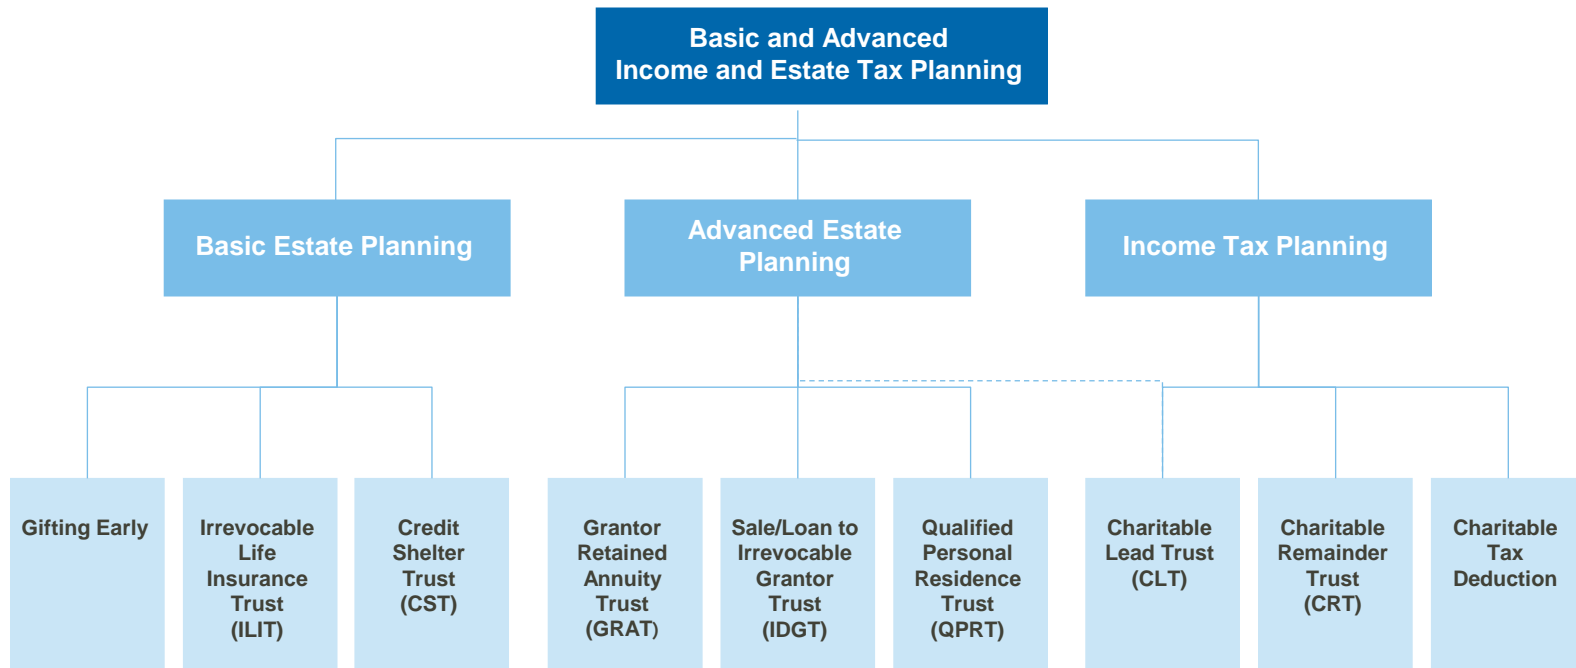 Basic and Advanced
Income and Estate Tax Planning
Basic Estate Planning
Advanced Estate
Planning
Income Tax Planning
Gifting Early
Irrevocable
Life
Insurance
Trust
(ILIT)
Credit
Shelter
Trust
(CST)
Grantor
Retained
Annuity
Trust
(GRAT)
Sale/Loan to
Irrevocable
Grantor
Trust
(IDGT)
Qualified
Personal
Residence
Trust
(QPRT)
Charitable
Lead Trust
(CLT)
Charitable
Remainder
Trust
(CRT)
Charitable
Tax
Deduction